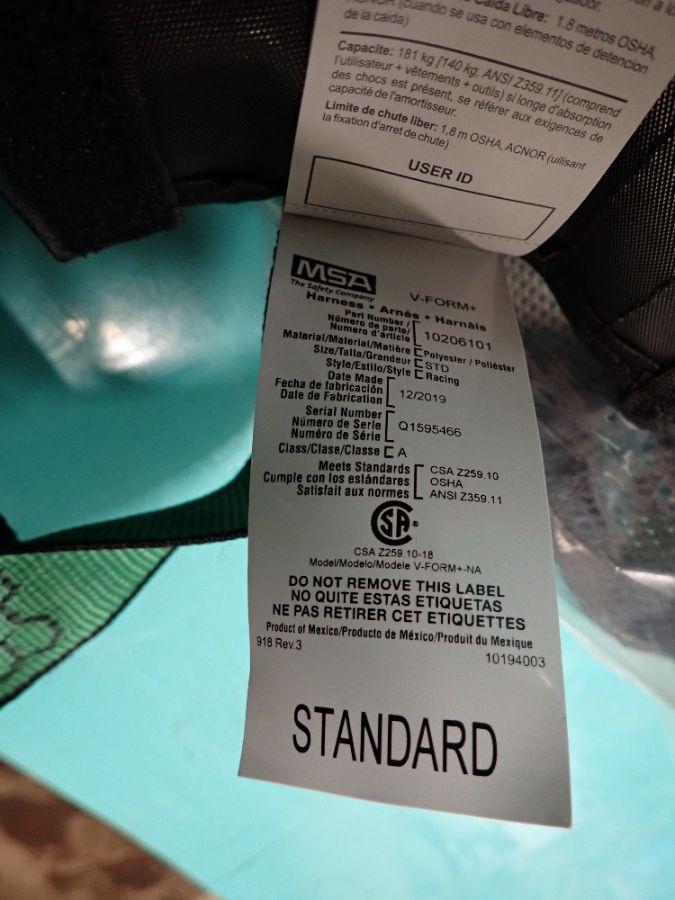 Caída Libre: 1.8 metros OSHA,
(cuando se usa con elementos de detencion
de la caida)
Capacite: 181 kg [140 kg, ANSI Z359.11] (comprend
l'utilisateur + vêtements + outils) si longe d'absorption
des chocs est présent, se référer aux exigences de
capacité de l'amortisseur.
Limite de chute liber: 1,8 m OSHA, ACNOR (uilisant
la fixation d'arret de chute)
USER ID
MSA
The Safety Company
V-FORM+
Harness • Arnés • Harnais
Part Number /
Número de parte/
Numéro d'article
10206101
Material/Material/Matière Polyester / Poliéster
Size/Talla/Grandeur STD
Style/Estilo/Style Racing
Date Made
Fecha de fabricación
Date de Fabrication
12/2019
Serial Number
Número de Serie
Numéro de Série
Q1595466
Class/Clase/Classe A
Meets Standards CSA Z259.10
Cumple con los estándares OSHA
Satisfait aux normes ANSI Z359.11
SA ®
CSA Z259.10-18
Model/Modelo/Modele V-FORM+-NA
DO NOT REMOVE THIS LABEL
NO QUITE ESTAS ETIQUETAS
NE PAS RETIRER CET ETIQUETTES
Product of Mexico/Producto de México/Produit du Mexique
918 Rev.3
10194003
STANDARD